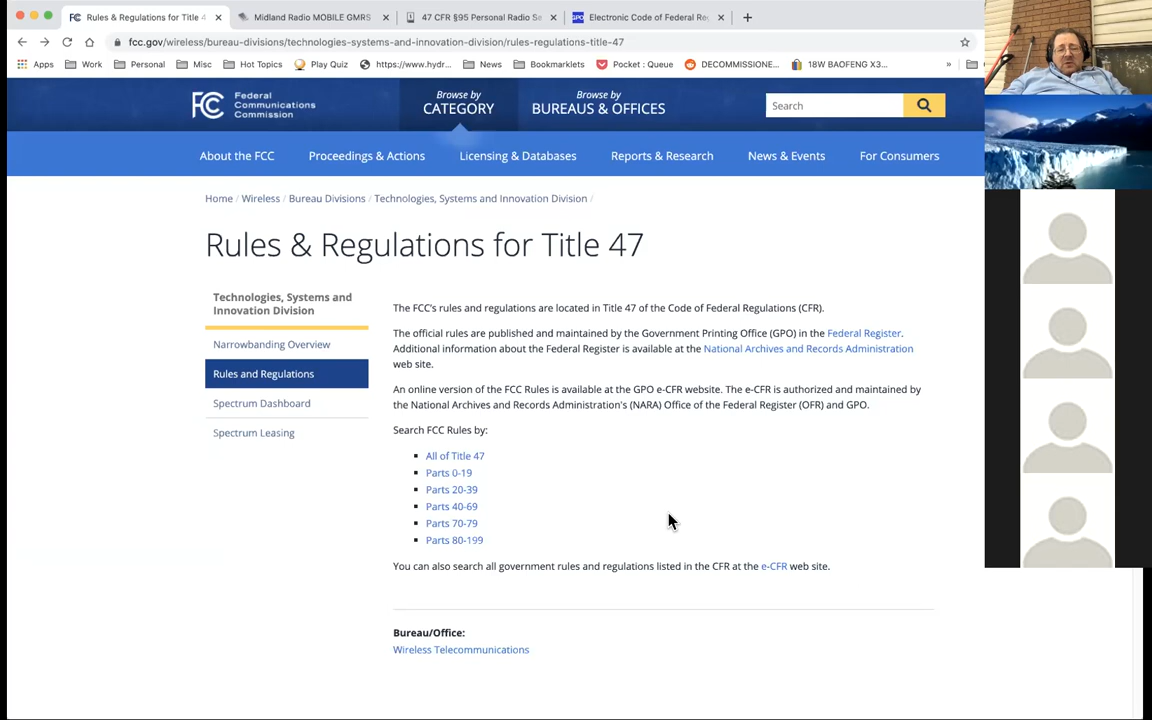 Rules & Regulations for Title 4
Midland Radio MOBILE GMRS
47 CFR §95 Personal Radio Se
Electronic Code of Federal Re
fcc.gov/wireless/bureau-divisions/technologies-systems-and-innovation-division/rules-regulations-title-47
Apps
Work
Personal
Misc
Hot Topics
Play Quiz
https://www.hydr...
News
Bookmarklets
Pocket : Queue
DECOMMISSIONE...
18W BAOFENG X3...
»
FCC
Federal
Communications
Commission
Browse by
CATEGORY
Browse by
BUREAUS & OFFICES
Search
About the FCC
Proceedings & Actions
Licensing & Databases
Reports & Research
News & Events
For Consumers
Home / Wireless / Bureau Divisions / Technologies, Systems and Innovation Division /
Rules & Regulations for Title 47
Technologies, Systems and
Innovation Division
Narrowbanding Overview
Rules and Regulations
Spectrum Dashboard
Spectrum Leasing
The FCC's rules and regulations are located in Title 47 of the Code of Federal Regulations (CFR).
The official rules are published and maintained by the Government Printing Office (GPO) in the Federal Register.
Additional information about the Federal Register is available at the National Archives and Records Administration
web site.
An online version of the FCC Rules is available at the GPO e-CFR website. The e-CFR is authorized and maintained by
the National Archives and Records Administration's (NARA) Office of the Federal Register (OFR) and GPO.
Search FCC Rules by:
All of Title 47
Parts 0-19
Parts 20-39
Parts 40-69
Parts 70-79
Parts 80-199
You can also search all government rules and regulations listed in the CFR at the e-CFR web site.
Bureau/Office:
Wireless Telecommunications